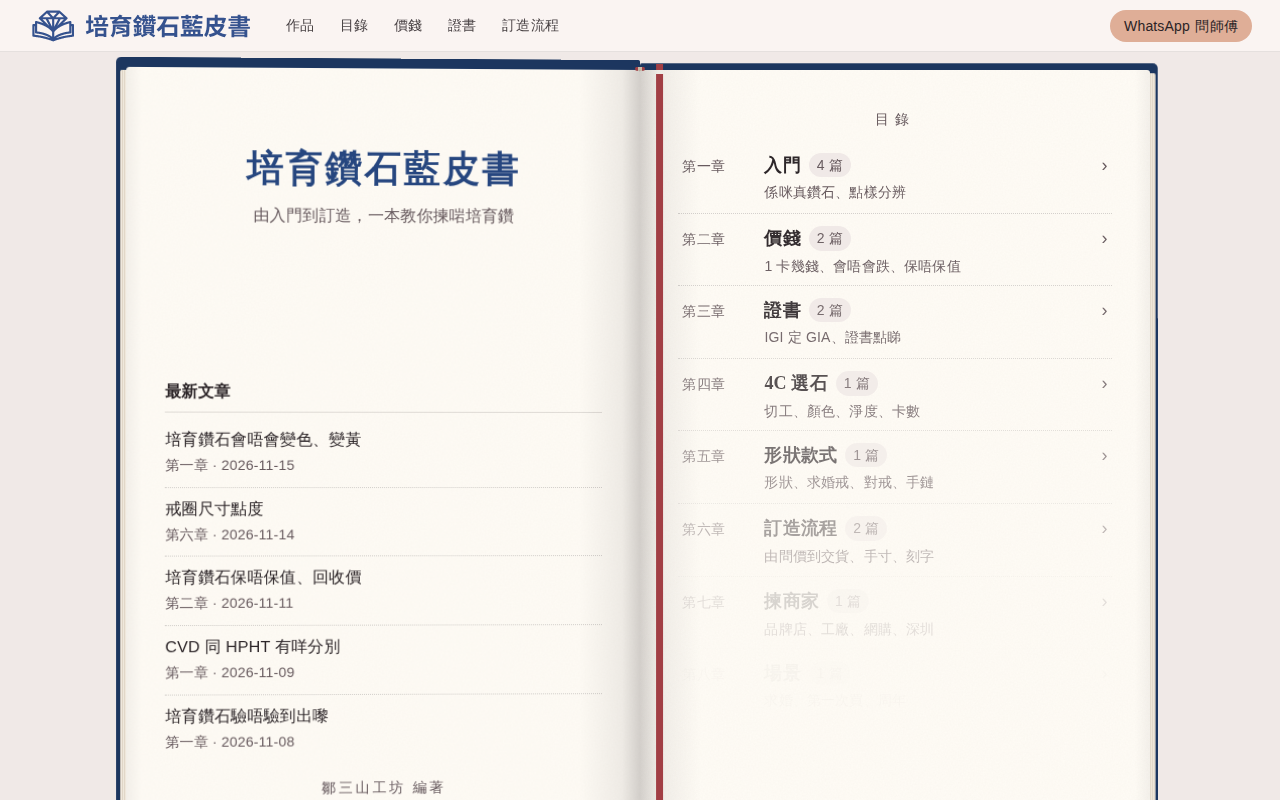 培育鑽石藍皮書
作品
目錄
價錢
證書
訂造流程
WhatsApp 問師傅
培育鑽石藍皮書
由入門到訂造，一本教你揀啱培育鑽
最新文章
培育鑽石會唔會變色、變黃
第一章 · 2026-11-15
戒圈尺寸點度
第六章 · 2026-11-14
培育鑽石保唔保值、回收價
第二章 · 2026-11-11
CVD 同 HPHT 有咩分別
第一章 · 2026-11-09
培育鑽石驗唔驗到出嚟
第一章 · 2026-11-08
鄒三山工坊 編著
目錄
第一章 入門 4 篇 ›
係咪真鑽石、點樣分辨
第二章 價錢 2 篇 ›
1 卡幾錢、會唔會跌、保唔保值
第三章 證書 2 篇 ›
IGI 定 GIA、證書點睇
第四章 4C 選石 1 篇 ›
切工、顏色、淨度、卡數
第五章 形狀款式 1 篇 ›
形狀、求婚戒、對戒、手鏈
第六章 訂造流程 2 篇 ›
由問價到交貨、手寸、刻字
第七章 揀商家 1 篇 ›
品牌店、工廠、網購、深圳
場景